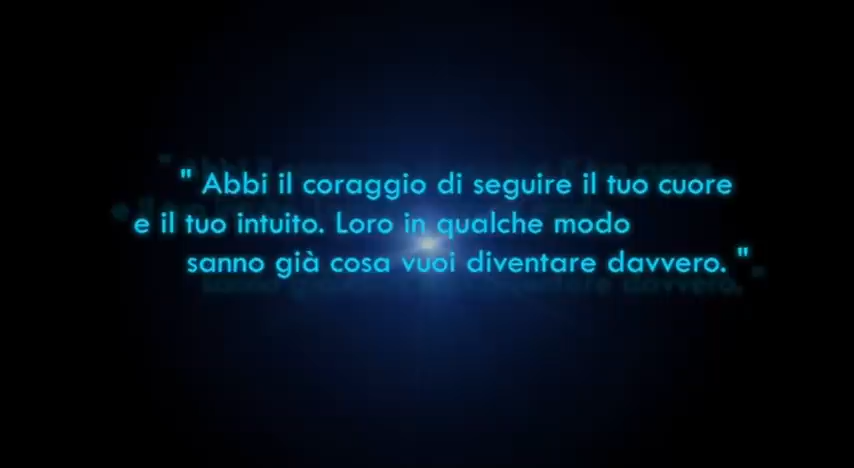 " Abbi il coraggio di seguire il tuo cuore
e il tuo intuito. Loro in qualche modo
sanno già cosa vuoi diventare davvero. "